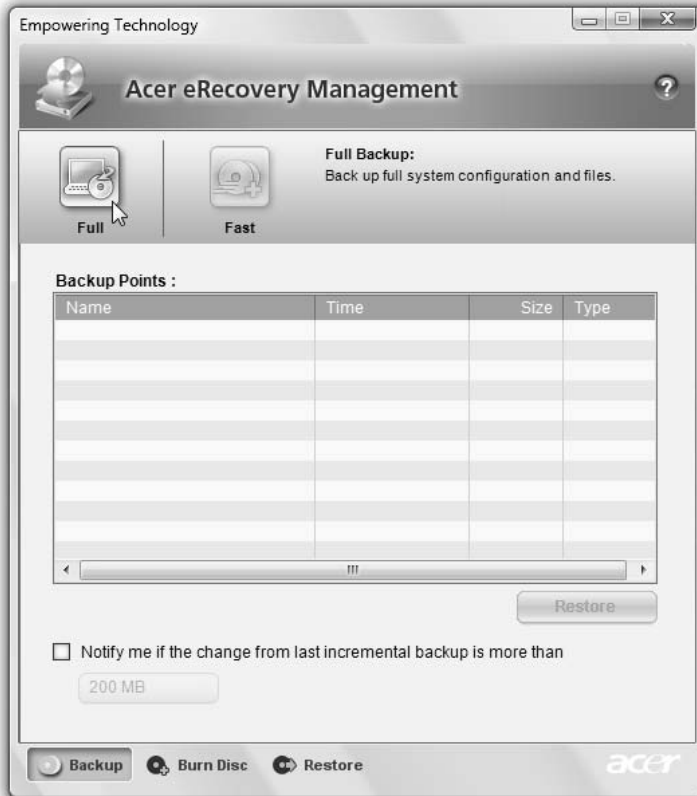 Empowering Technology
Acer eRecovery Management
?
Full
Fast
Full Backup:
Back up full system configuration and files.
Backup Points :
Name Time Size Type
Restore
Notify me if the change from last incremental backup is more than
200 MB
Backup Burn Disc Restore
acer